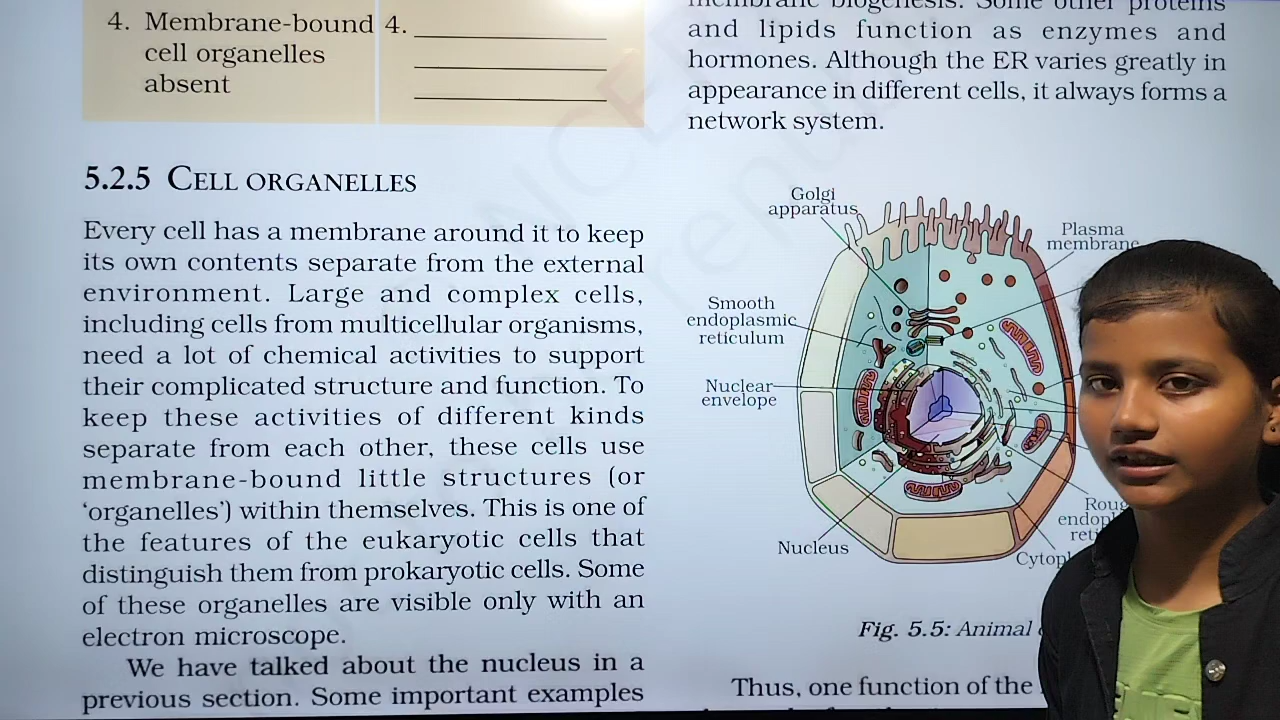 4. Membrane-bound 4.
cell organelles
absent
5.2.5 CELL ORGANELLES
Every cell has a membrane around it to keep
its own contents separate from the external
environment. Large and complex cells,
including cells from multicellular organisms,
need a lot of chemical activities to support
their complicated structure and function. To
keep these activities of different kinds
separate from each other, these cells use
membrane-bound little structures (or
‘organelles’) within themselves. This is one of
the features of the eukaryotic cells that
distinguish them from prokaryotic cells. Some
of these organelles are visible only with an
electron microscope.
We have talked about the nucleus in a
previous section. Some important examples
membrane biogenesis. Some other proteins
and lipids function as enzymes and
hormones. Although the ER varies greatly in
appearance in different cells, it always forms a
network system.
Golgi
apparatus
Plasma
membrane
Smooth
endoplasmic
reticulum
Nuclear
envelope
Nucleus
Fig. 5.5: Animal
Thus, one function of the